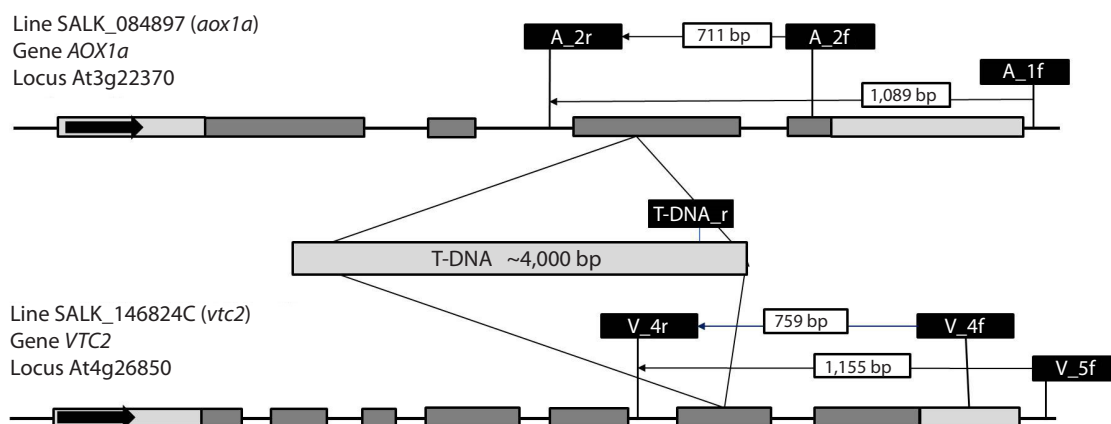 Line SALK_084897 (aox1a)
Gene AOX1a
Locus At3g22370
A_2r
711 bp
A_2f
A_1f
1,089 bp
T-DNA_r
T-DNA ~4,000 bp
Line SALK_146824C (vtc2)
Gene VTC2
Locus At4g26850
V_4r
759 bp
V_4f
1,155 bp
V_5f